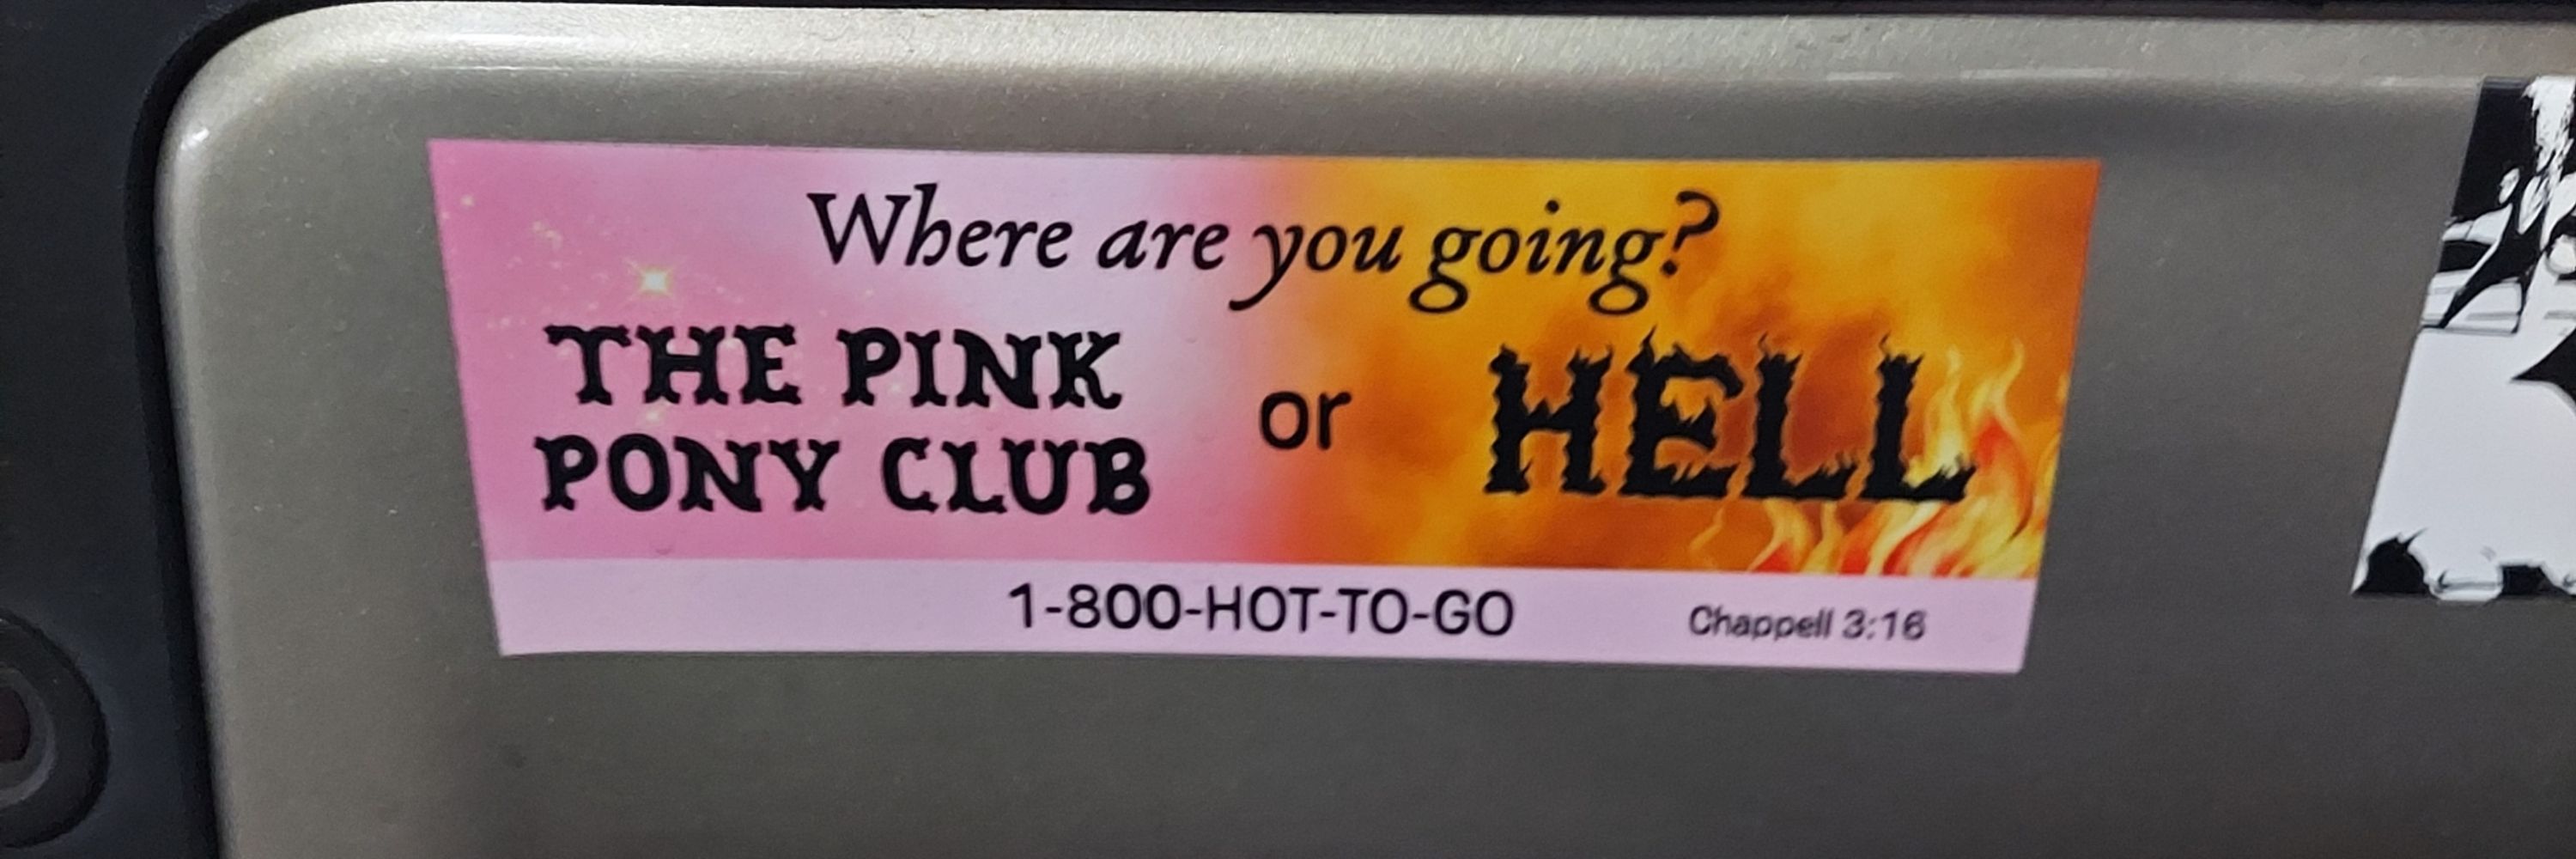 Where are you going?
THE PINK
PONY CLUB
or
HELL
1-800-HOT-TO-GO
Chappell 3:16